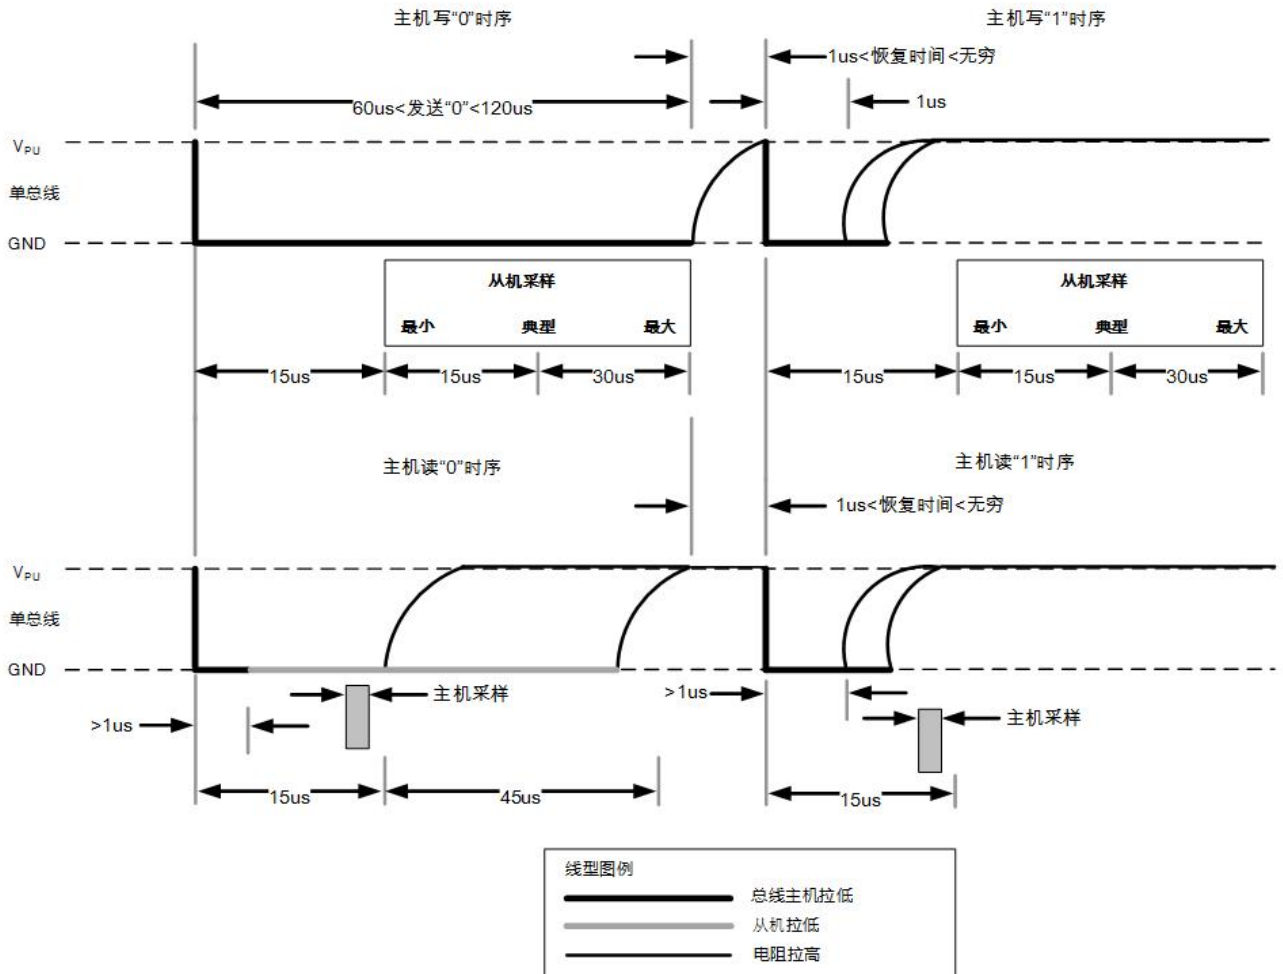 主机写“0”时序
主机写“1”时序
1us<恢复时间<无穷
60us<发送“0”<120us
1us
VPU
单总线
GND
从机采样
最小 典型 最大
从机采样
最小 典型 最大
15us 15us 30us
15us 15us 30us
主机读“0”时序
主机读“1”时序
1us<恢复时间<无穷
VPU
单总线
GND
>1us
主机采样
>1us
主机采样
15us 45us
15us
线型图例
总线主机拉低
从机拉低
电阻拉高